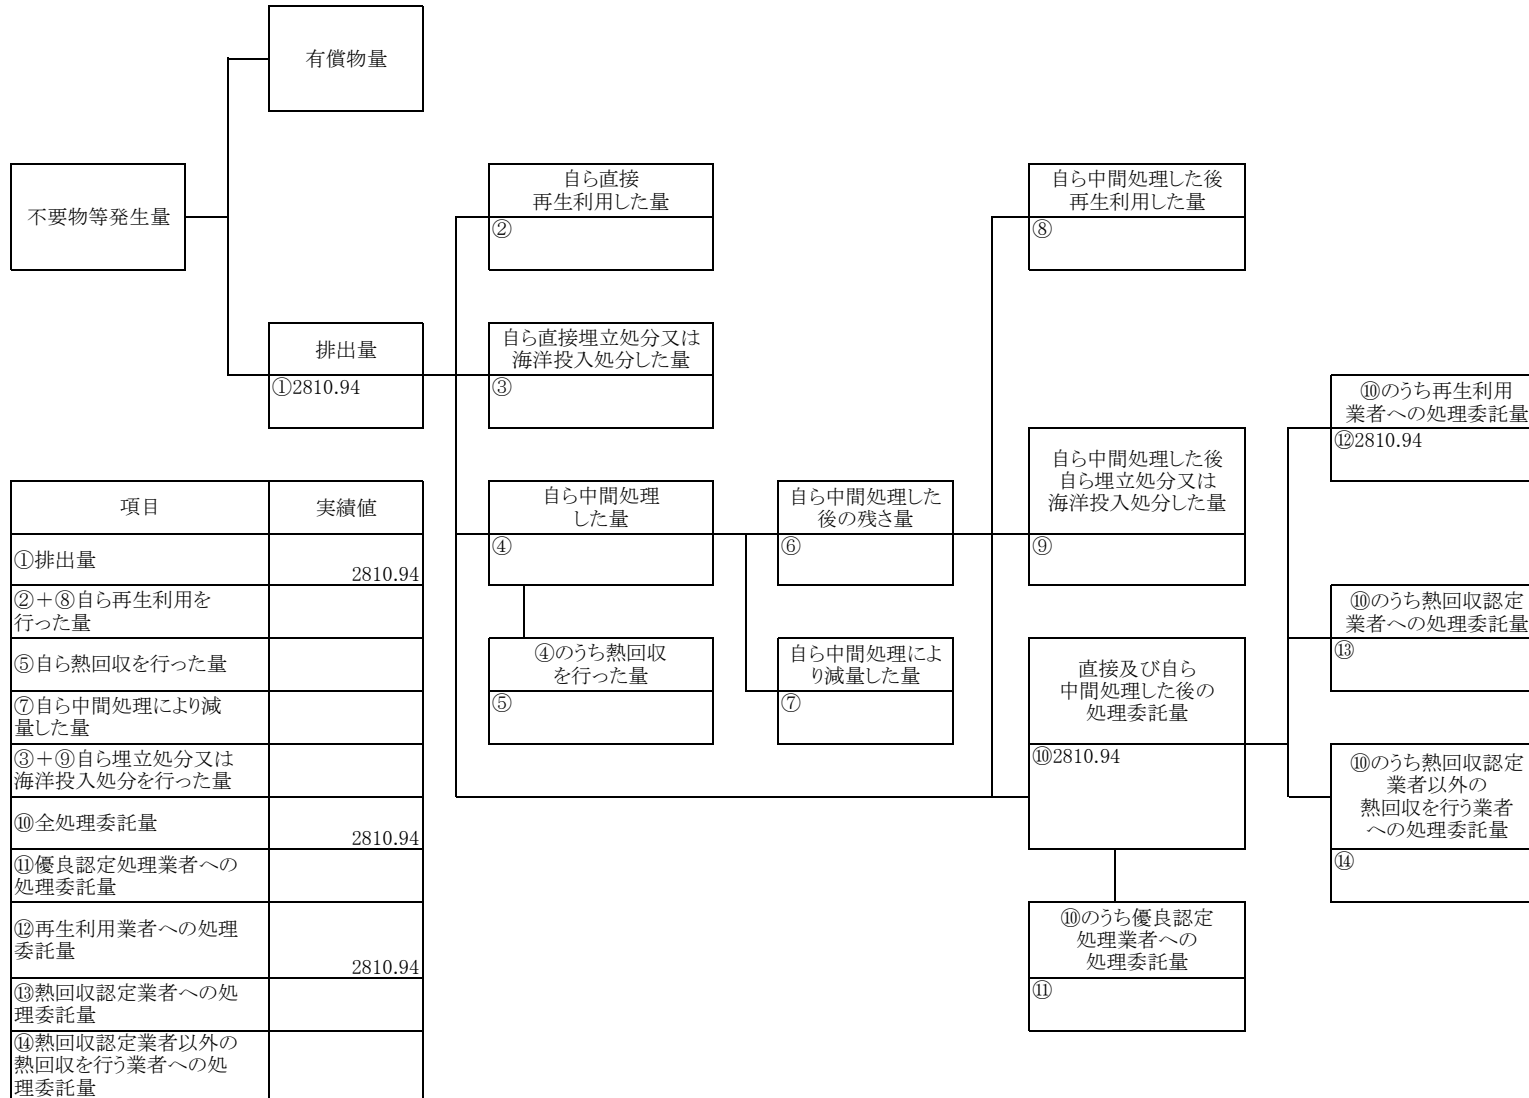 有償物量
不要物等発生量
自ら直接
再生利用した量
②
自ら中間処理した後
再生利用した量
⑧
排出量
①2810.94
自ら直接埋立処分又は
海洋投入処分した量
③
⑩のうち再生利用
業者への処理委託量
⑫2810.94
自ら中間処理した後
自ら埋立処分又は
海洋投入処分した量
⑨
自ら中間処理
した量
④
自ら中間処理した
後の残さ量
⑥
④のうち熱回収
を行った量
⑤
自ら中間処理によ
り減量した量
⑦
直接及び自ら
中間処理した後の
処理委託量
⑩2810.94
⑩のうち熱回収認定
業者への処理委託量
⑬
⑩のうち熱回収認定
業者以外の
熱回収を行う業者
への処理委託量
⑭
⑩のうち優良認定
処理業者への
処理委託量
⑪
項目
実績値
①排出量
2810.94
②＋⑧自ら再生利用を
行った量
⑤自ら熱回収を行った量
⑦自ら中間処理により減
量した量
③＋⑨自ら埋立処分又は
海洋投入処分を行った量
⑩全処理委託量
2810.94
⑪優良認定処理業者への
処理委託量
⑫再生利用業者への処理
委託量
2810.94
⑬熱回収認定業者への処
理委託量
⑭熱回収認定業者以外の
熱回収を行う業者への処
理委託量